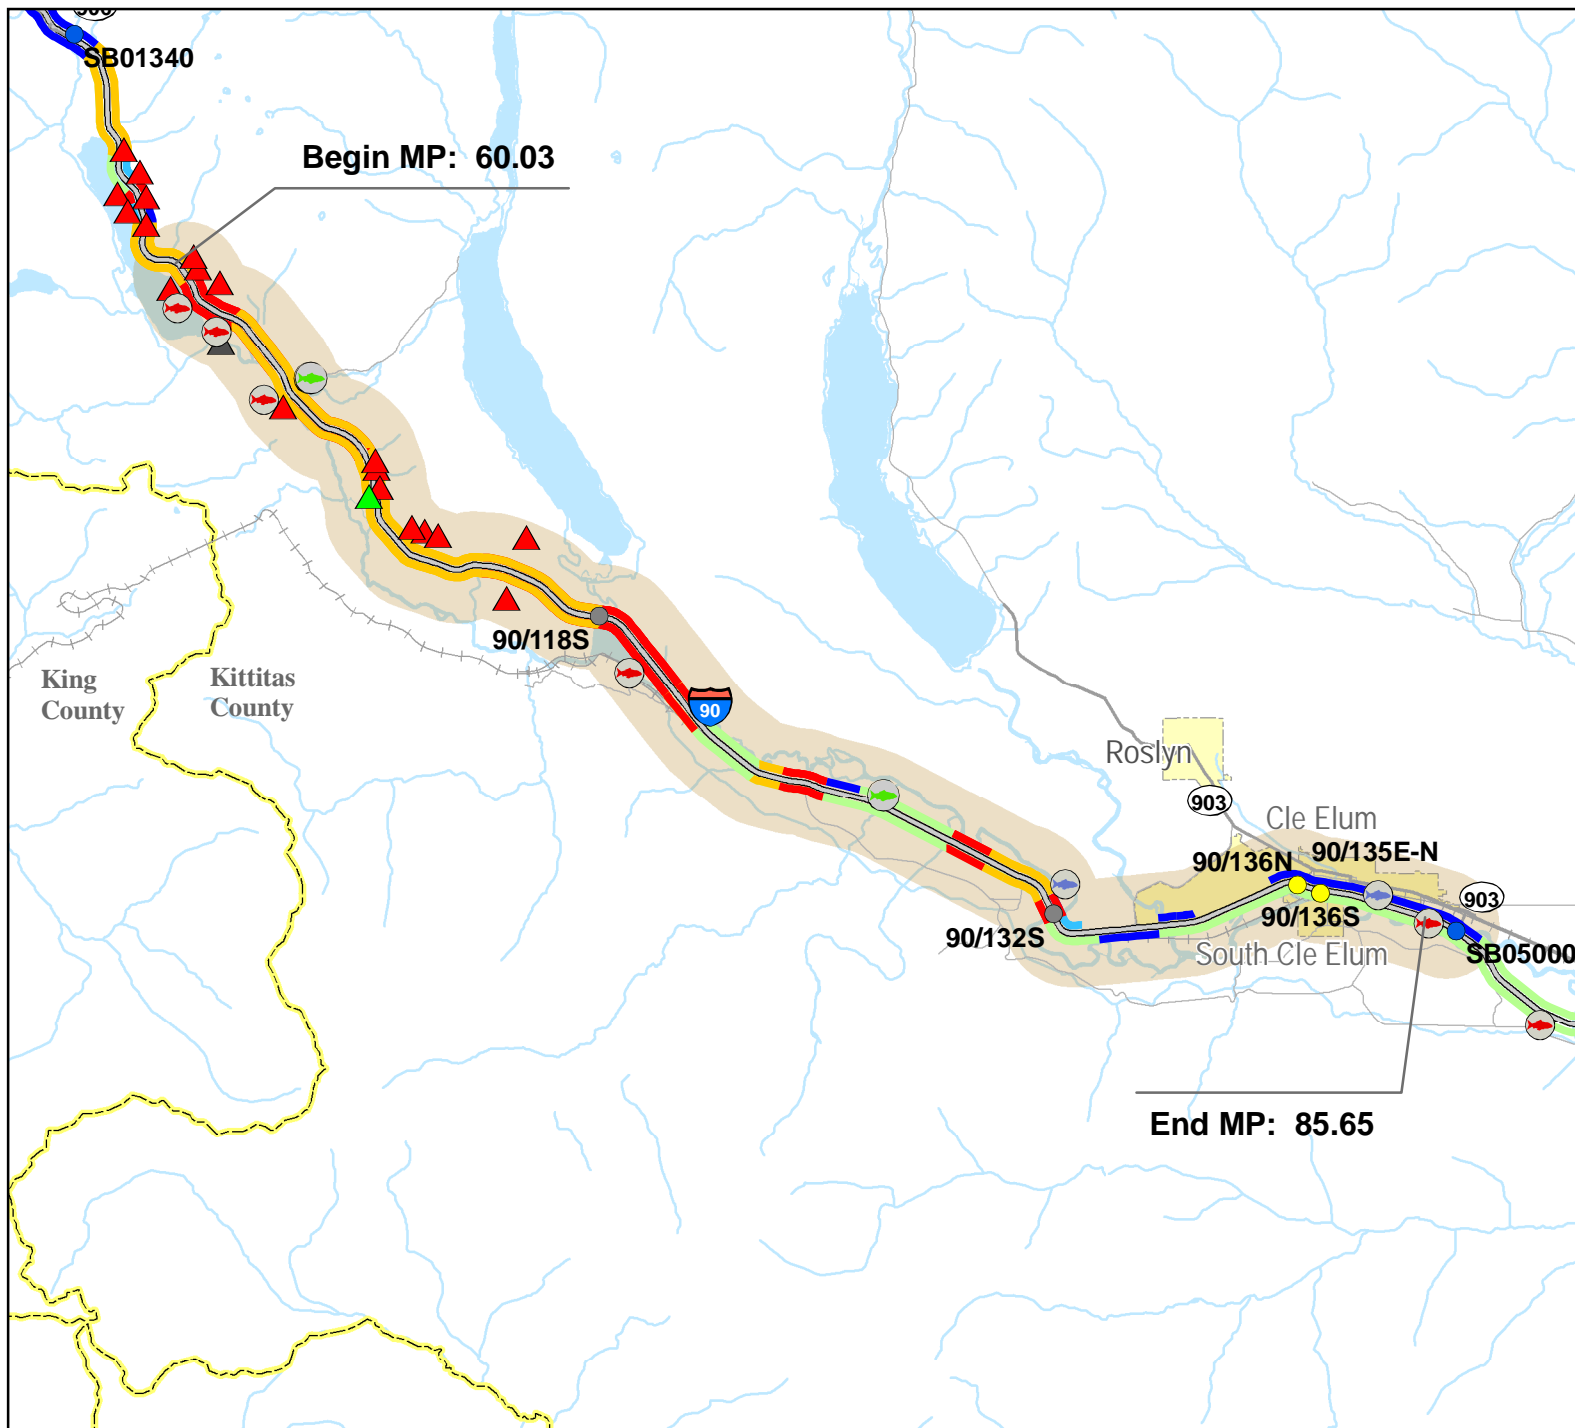 SB01340
Begin MP: 60.03
90/118S
King
County
Kittitas
County
90
Roslyn
903
Cle Elum
90/136N
90/135E-N
903
90/136S
90/132S
South Cle Elum
SB05000
End MP: 85.65